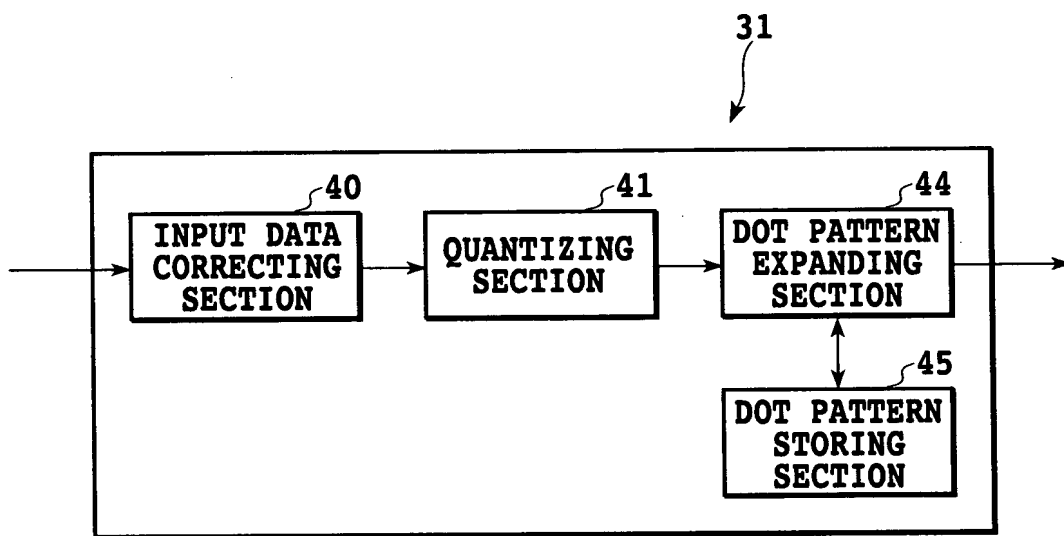 31
40
INPUT DATA
CORRECTING
SECTION
41
QUANTIZING
SECTION
44
DOT PATTERN
EXPANDING
SECTION
45
DOT PATTERN
STORING
SECTION